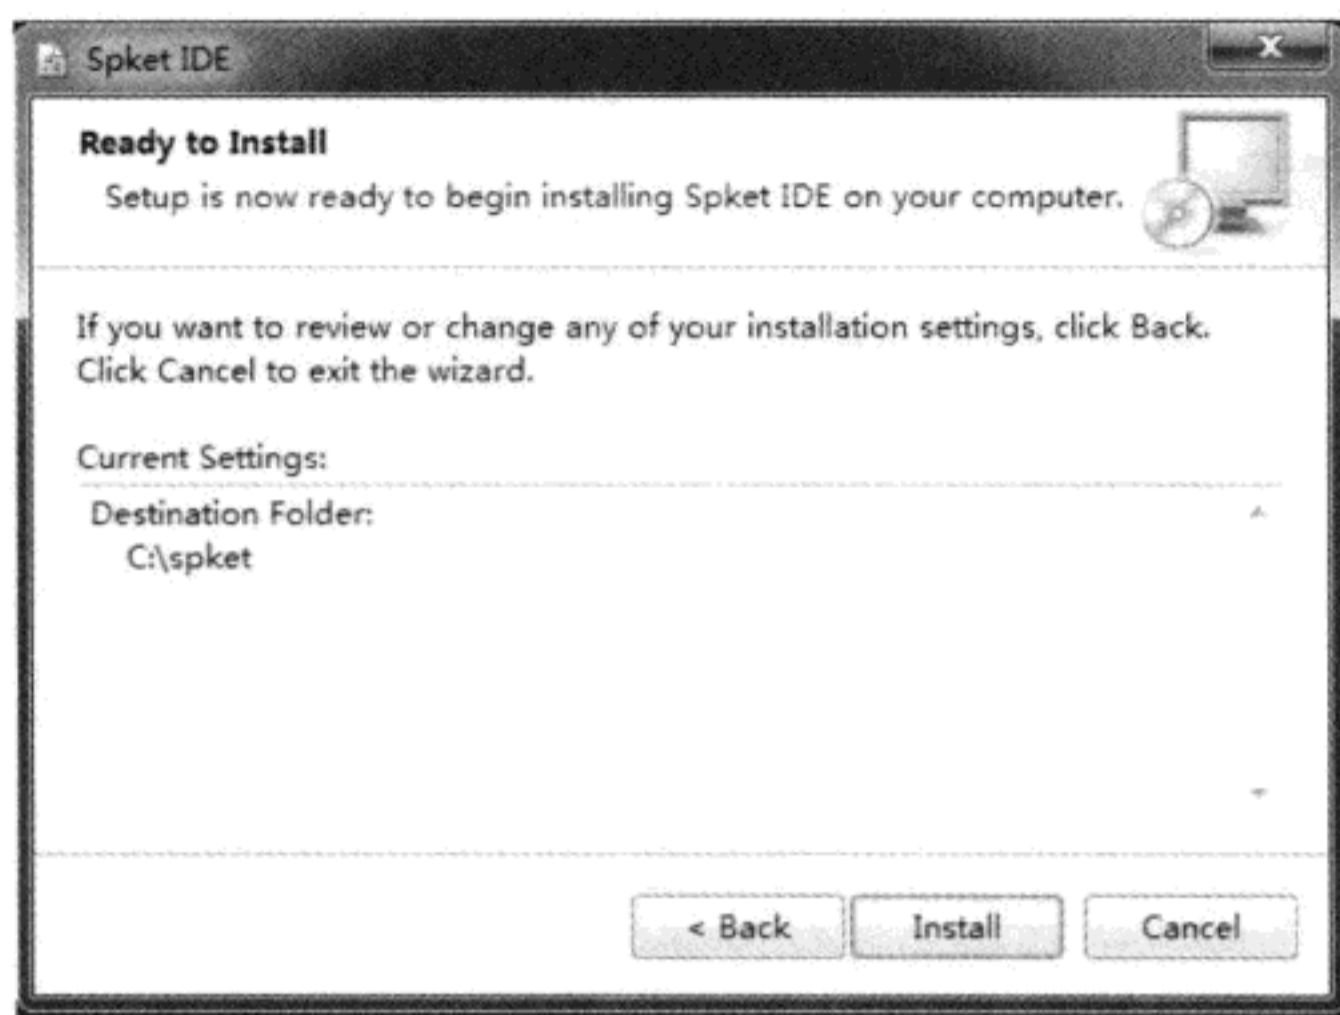 Spket IDE
Ready to Install
Setup is now ready to begin installing Spket IDE on your computer.
If you want to review or change any of your installation settings, click Back.
Click Cancel to exit the wizard.
Current Settings:
Destination Folder:
C:\spket
< Back
Install
Cancel